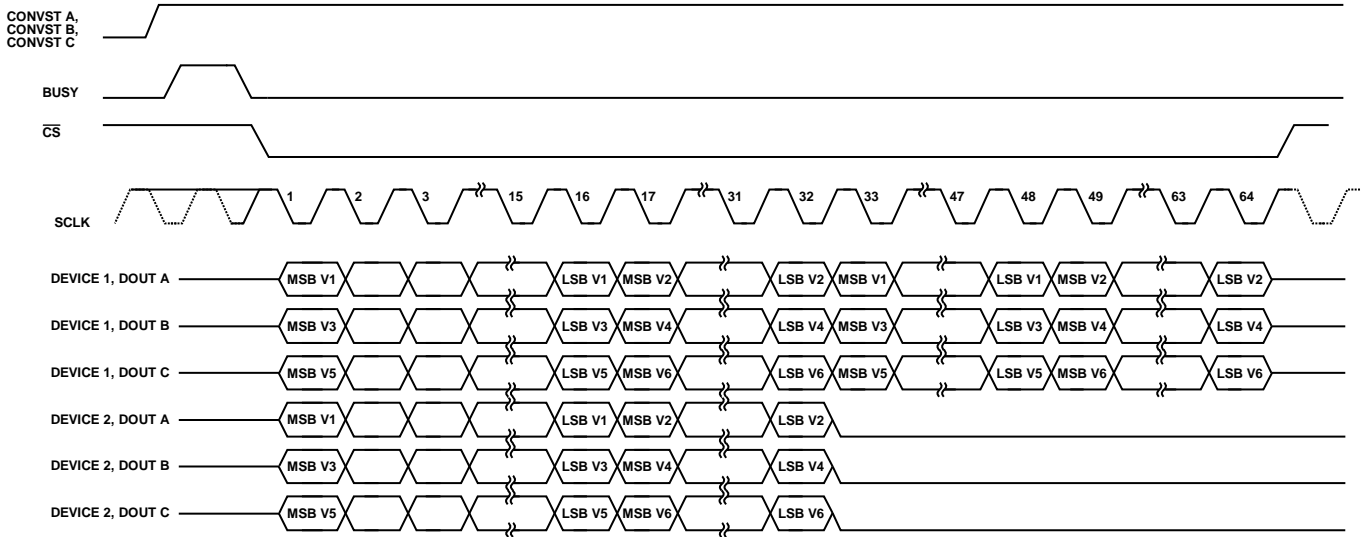 CONVST A,
CONVST B,
CONVST C
BUSY
CS
SCLK
1 2 3 15 16 17 31 32 33 47 48 49 63 64
DEVICE 1, DOUT A MSB V1 LSB V1 MSB V2 LSB V2 MSB V1 LSB V1 MSB V2 LSB V2
DEVICE 1, DOUT B MSB V3 LSB V3 MSB V4 LSB V4 MSB V3 LSB V3 MSB V4 LSB V4
DEVICE 1, DOUT C MSB V5 LSB V5 MSB V6 LSB V6 MSB V5 LSB V5 MSB V6 LSB V6
DEVICE 2, DOUT A MSB V1 LSB V1 MSB V2 LSB V2
DEVICE 2, DOUT B MSB V3 LSB V3 MSB V4 LSB V4
DEVICE 2, DOUT C MSB V5 LSB V5 MSB V6 LSB V6